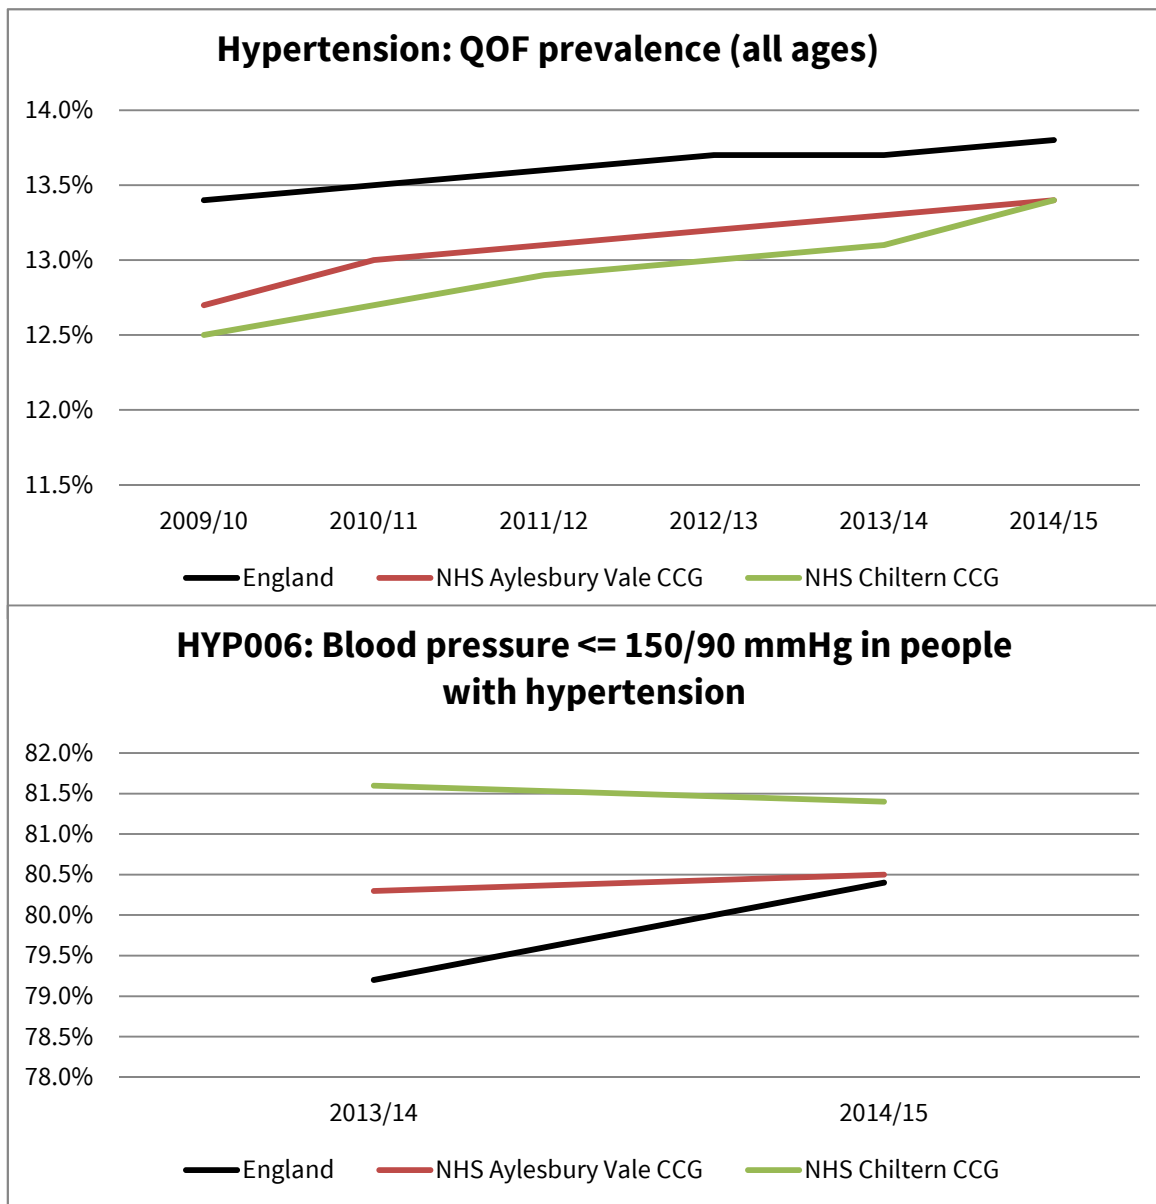 Hypertension: QOF prevalence (all ages)
14.0%
13.5%
13.0%
12.5%
12.0%
11.5%
2009/10 2010/11 2011/12 2012/13 2013/14 2014/15
England NHS Aylesbury Vale CCG NHS Chiltern CCG
HYP006: Blood pressure <= 150/90 mmHg in people
with hypertension
82.0%
81.5%
81.0%
80.5%
80.0%
79.5%
79.0%
78.5%
78.0%
2013/14 2014/15
England NHS Aylesbury Vale CCG NHS Chiltern CCG